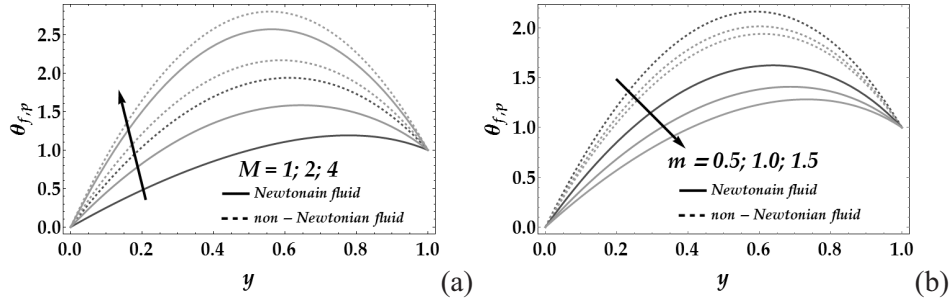 2.5
2.0
1.5
1.0
0.5
0.0
θf,p
M = 1; 2; 4
Newtonain fluid
non - Newtonian fluid
0.0 0.2 0.4 0.6 0.8 1.0
y
(a)
2.0
1.5
1.0
0.5
0.0
θf,p
m = 0.5; 1.0; 1.5
Newtonain fluid
non - Newtonian fluid
0.0 0.2 0.4 0.6 0.8 1.0
y
(b)